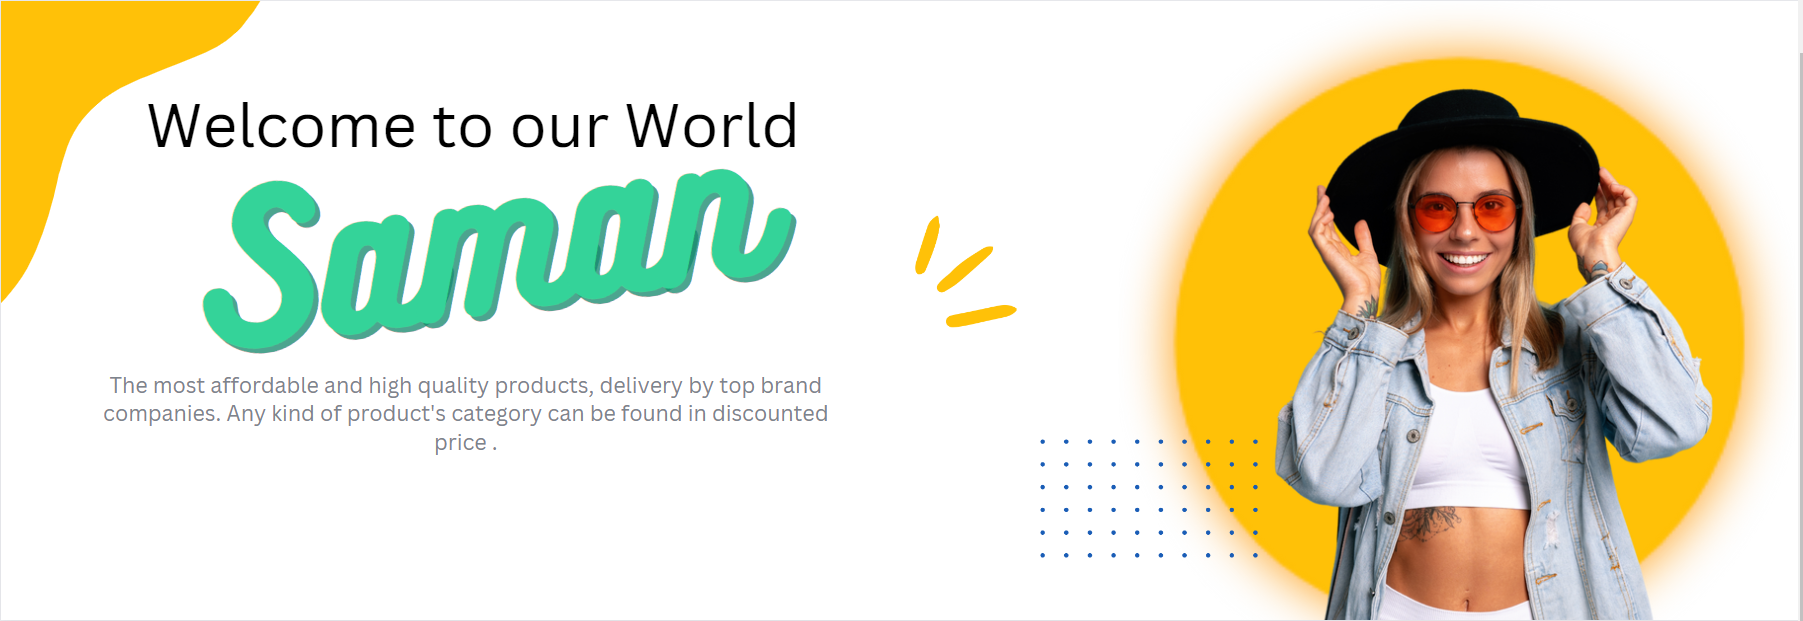 Welcome to our World
Saman
The most affordable and high quality products, delivery by top brand
companies. Any kind of product's category can be found in discounted
price .